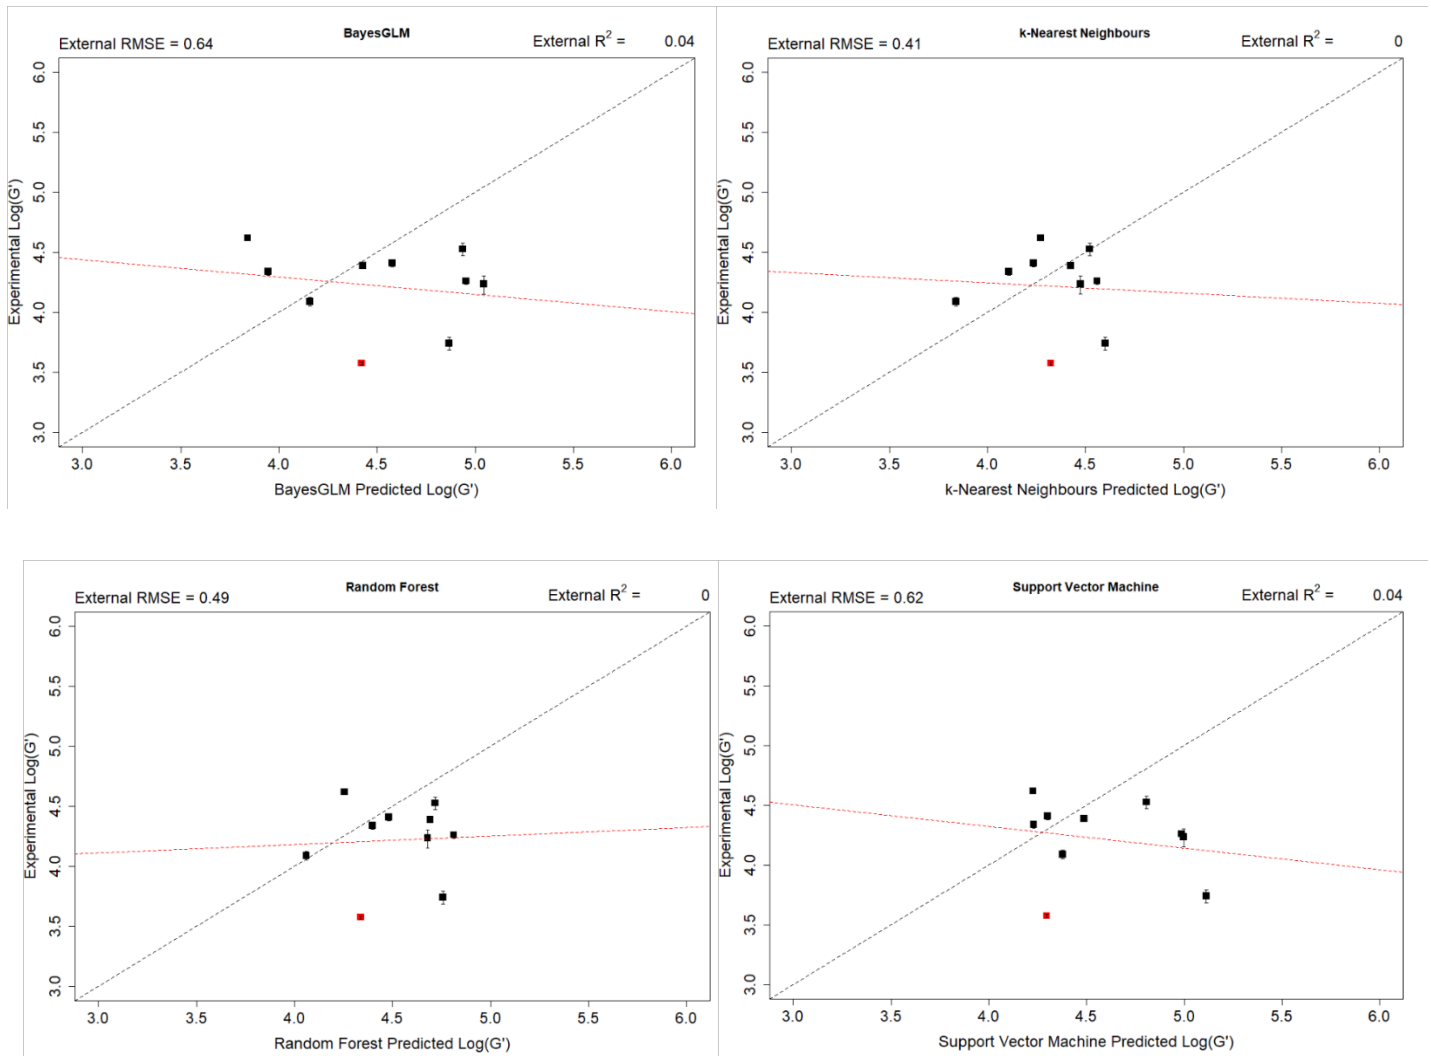 BayesGLM
External RMSE = 0.64
External R² = 0.04
Experimental Log(G')
6.0
5.5
5.0
4.5
4.0
3.5
3.0
3.0 3.5 4.0 4.5 5.0 5.5 6.0
BayesGLM Predicted Log(G')
k-Nearest Neighbours
External RMSE = 0.41
External R² = 0
Experimental Log(G')
6.0
5.5
5.0
4.5
4.0
3.5
3.0
3.0 3.5 4.0 4.5 5.0 5.5 6.0
k-Nearest Neighbours Predicted Log(G')
Random Forest
External RMSE = 0.49
External R² = 0
Experimental Log(G')
6.0
5.5
5.0
4.5
4.0
3.5
3.0
3.0 3.5 4.0 4.5 5.0 5.5 6.0
Random Forest Predicted Log(G')
Support Vector Machine
External RMSE = 0.62
External R² = 0.04
Experimental Log(G')
6.0
5.5
5.0
4.5
4.0
3.5
3.0
3.0 3.5 4.0 4.5 5.0 5.5 6.0
Support Vector Machine Predicted Log(G')